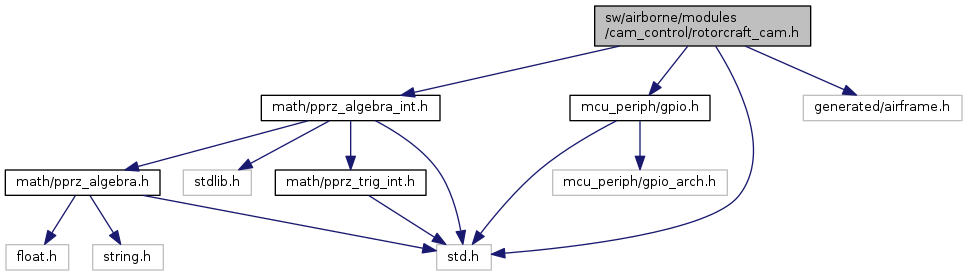 sw/airborne/modules
/cam_control/rotorcraft_cam.h
math/pprz_algebra_int.h
mcu_periph/gpio.h
generated/airframe.h
math/pprz_algebra.h
stdlib.h
math/pprz_trig_int.h
mcu_periph/gpio_arch.h
float.h
string.h
std.h